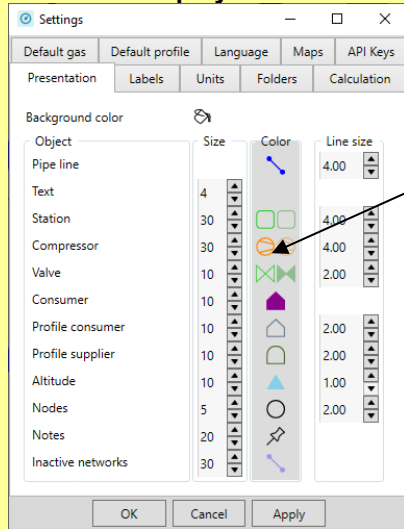 Settings
Default gas Default profile Language Maps API Keys
Presentation Labels Units Folders Calculation
Background color
Object Size Color Line size
Pipe line 4.00
Text 4
Station 30 4.00
Compressor 30 4.00
Valve 10 2.00
Consumer 10
Profile consumer 10 2.00
Profile supplier 10 2.00
Altitude 10 1.00
Nodes 5 2.00
Notes 20
Inactive networks 30
OK Cancel Apply